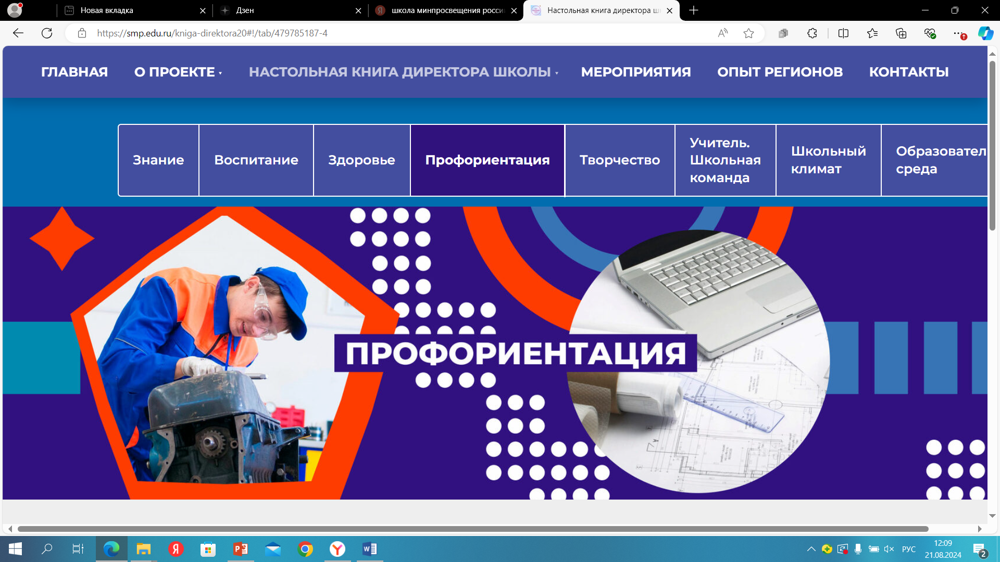 Новая вкладка
Дзен
школа минпросвещения росси
Настольная книга директора ш
https://smp.edu.ru/kniga-direktora20#!/tab/479785187-4
ГЛАВНАЯ
О ПРОЕКТЕ
НАСТОЛЬНАЯ КНИГА ДИРЕКТОРА ШКОЛЫ
МЕРОПРИЯТИЯ
ОПЫТ РЕГИОНОВ
КОНТАКТЫ
Знание
Воспитание
Здоровье
Профориентация
Творчество
Учитель.
Школьная
команда
Школьный
климат
Образовател
среда
ПРОФОРИЕНТАЦИЯ
РУС
12:09
21.08.2024
2